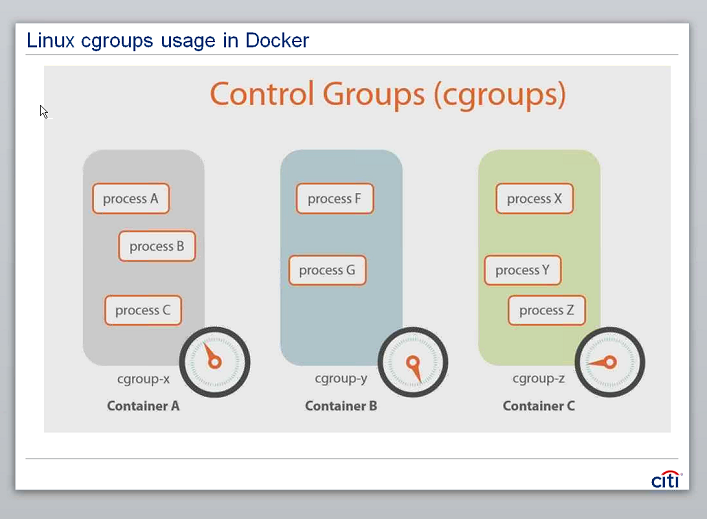 Linux cgroups usage in Docker
Control Groups (cgroups)
process A
process B
process C
cgroup-x
Container A
process F
process G
cgroup-y
Container B
process X
process Y
process Z
cgroup-z
Container C
citi